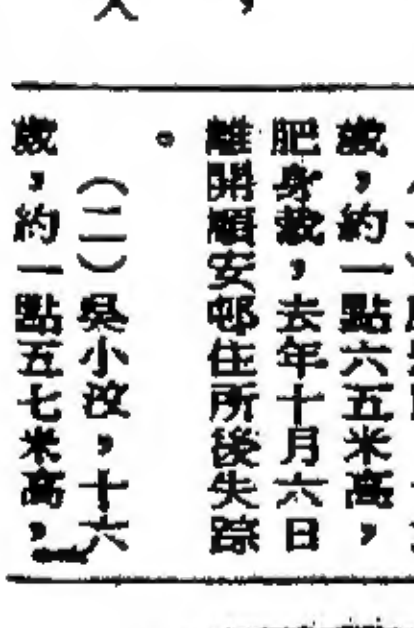 歲，約一點六五米高，
肥身裁，去年十月六日
離開順安邨住所後失踪
。
（二）吳小汶，十六
歲，約一點五七米高，